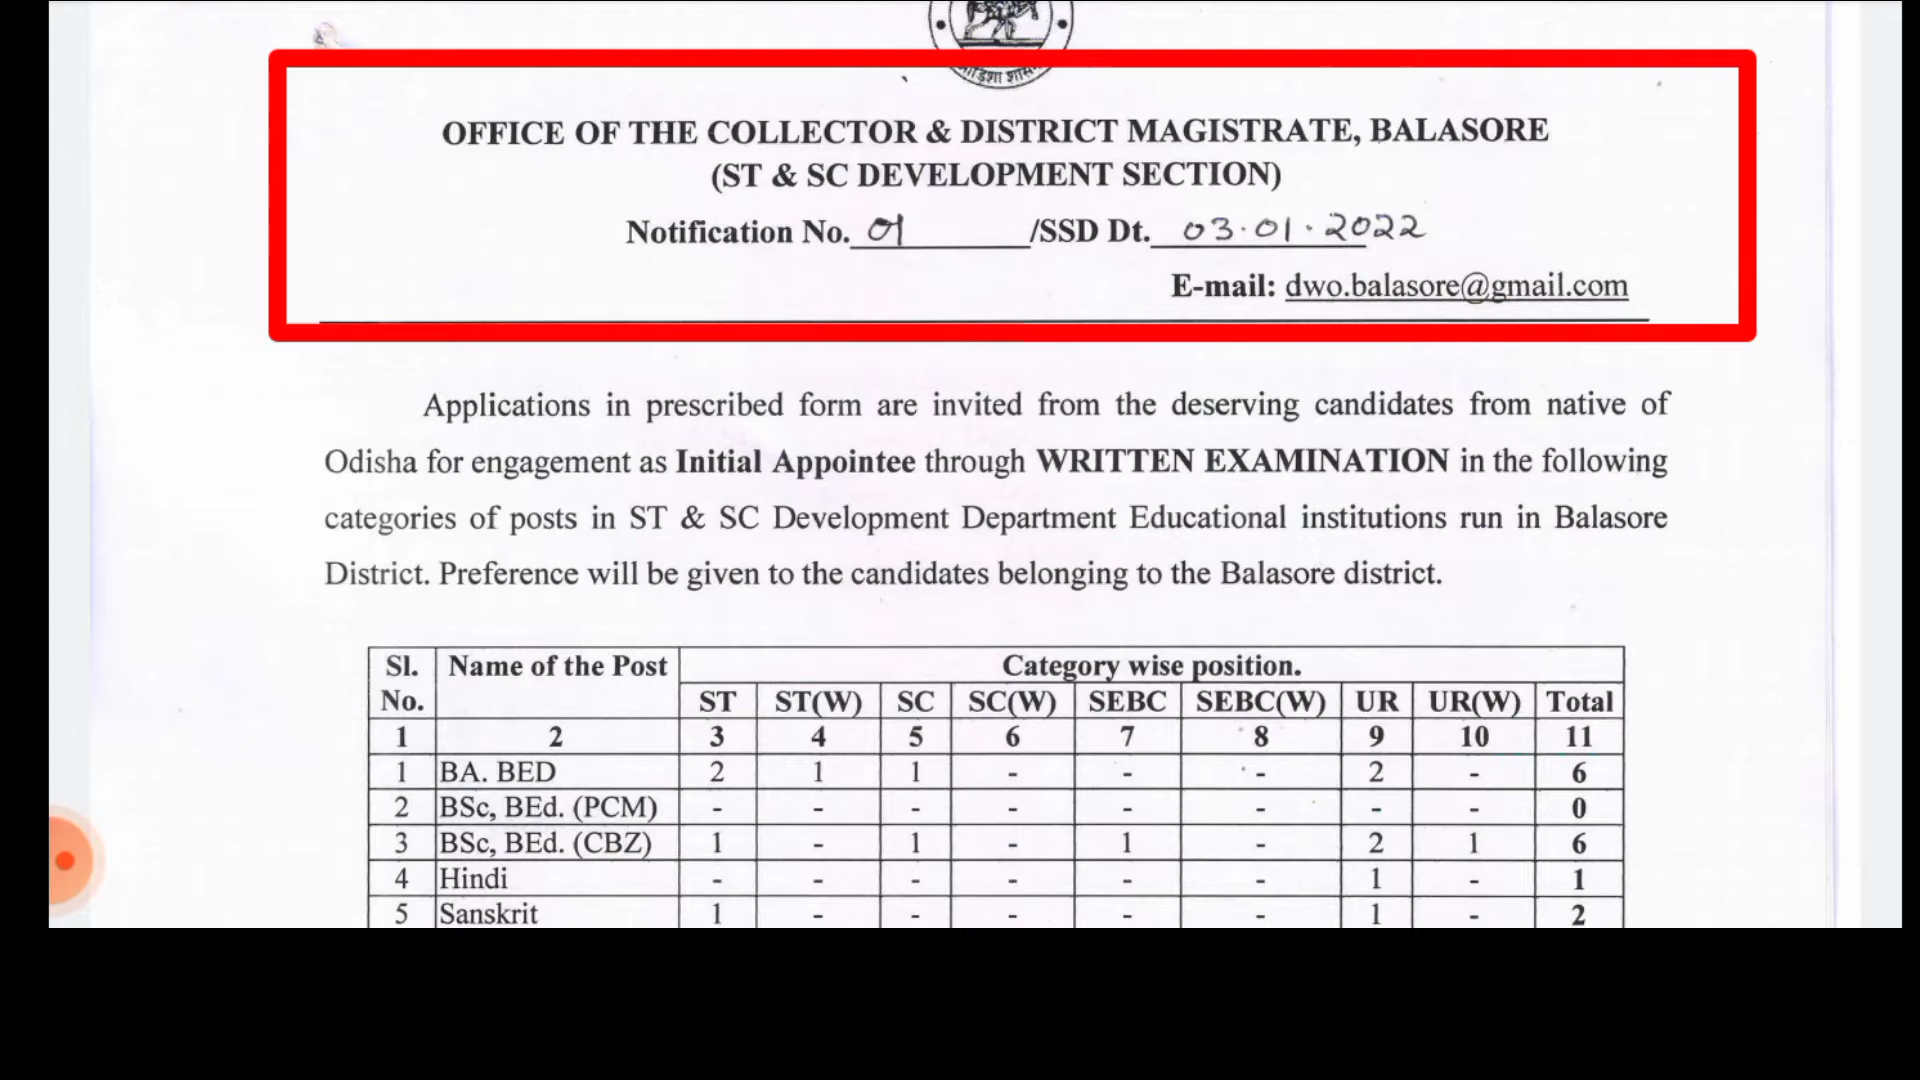 OFFICE OF THE COLLECTOR & DISTRICT MAGISTRATE, BALASORE
(ST & SC DEVELOPMENT SECTION)
Notification No. 01 /SSD Dt. 03.01.2022
E-mail: dwo.balasore@gmail.com
Applications in prescribed form are invited from the deserving candidates from native of
Odisha for engagement as Initial Appointee through WRITTEN EXAMINATION in the following
categories of posts in ST & SC Development Department Educational institutions run in Balasore
District. Preference will be given to the candidates belonging to the Balasore district.
Sl. No. Name of the Post Category wise position.
ST ST(W) SC SC(W) SEBC SEBC(W) UR UR(W) Total
1 2 3 4 5 6 7 8 9 10 11
1 BA. BED 2 1 1 - - - 2 - 6
2 BSc, BEd. (PCM) - - - - - - - - 0
3 BSc, BEd. (CBZ) 1 - 1 - 1 - 2 1 6
4 Hindi - - - - - - 1 - 1
5 Sanskrit 1 - - - - - 1 - 2